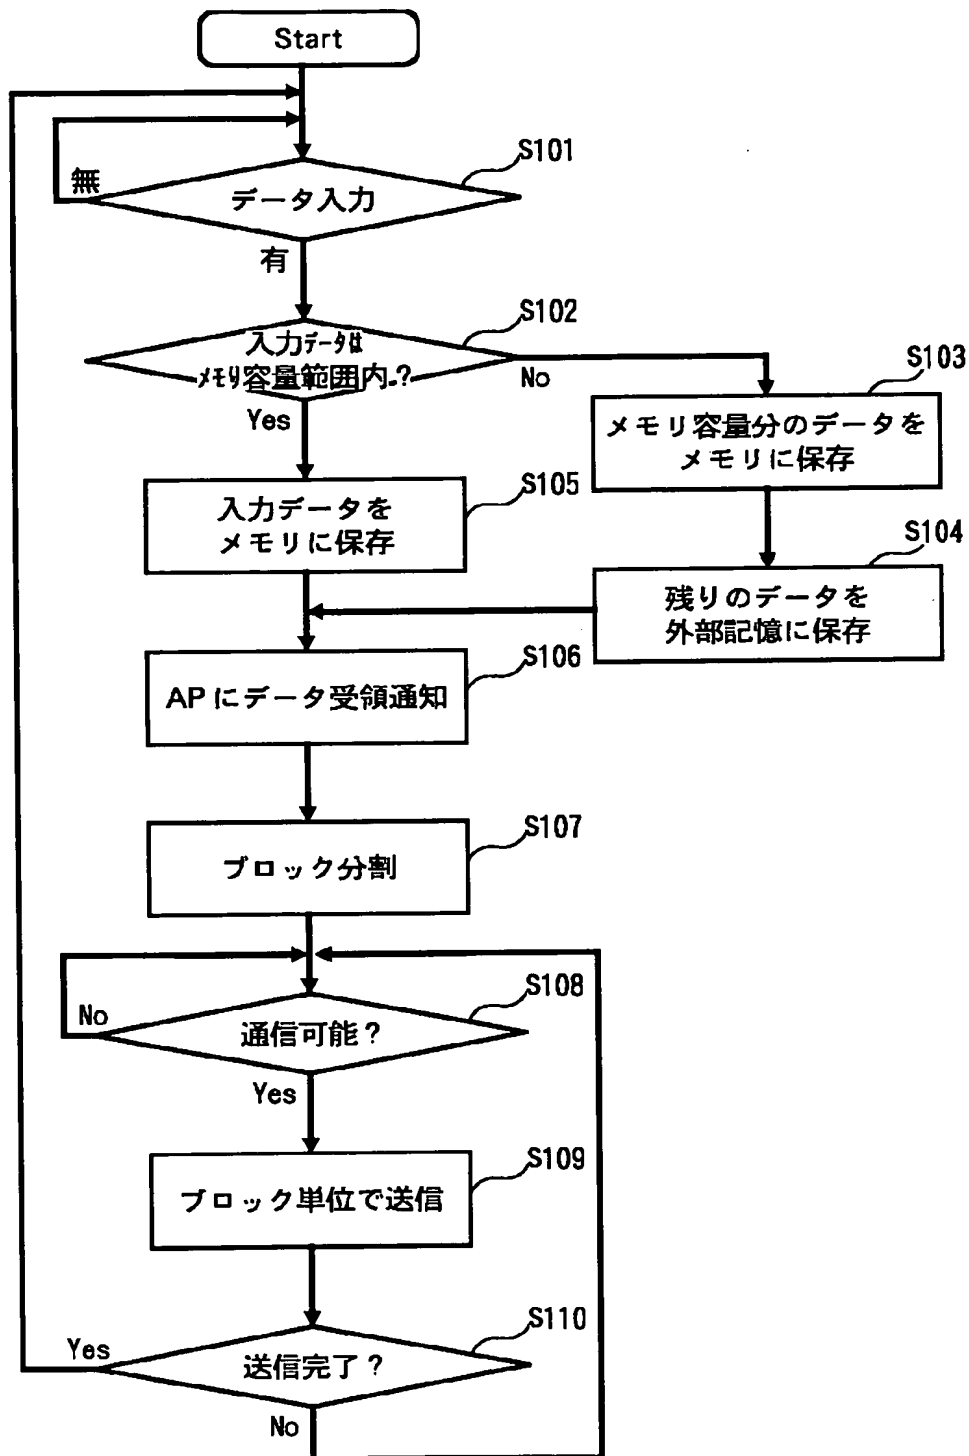 Start
S101
無
データ入力
有
S102
入力データは
メモリ容量範囲内?
No
Yes
S103
メモリ容量分のデータを
メモリに保存
S105
入力データを
メモリに保存
S104
残りのデータを
外部記憶に保存
S106
APにデータ受領通知
S107
ブロック分割
S108
No
通信可能?
Yes
S109
ブロック単位で送信
S110
Yes
送信完了?
No